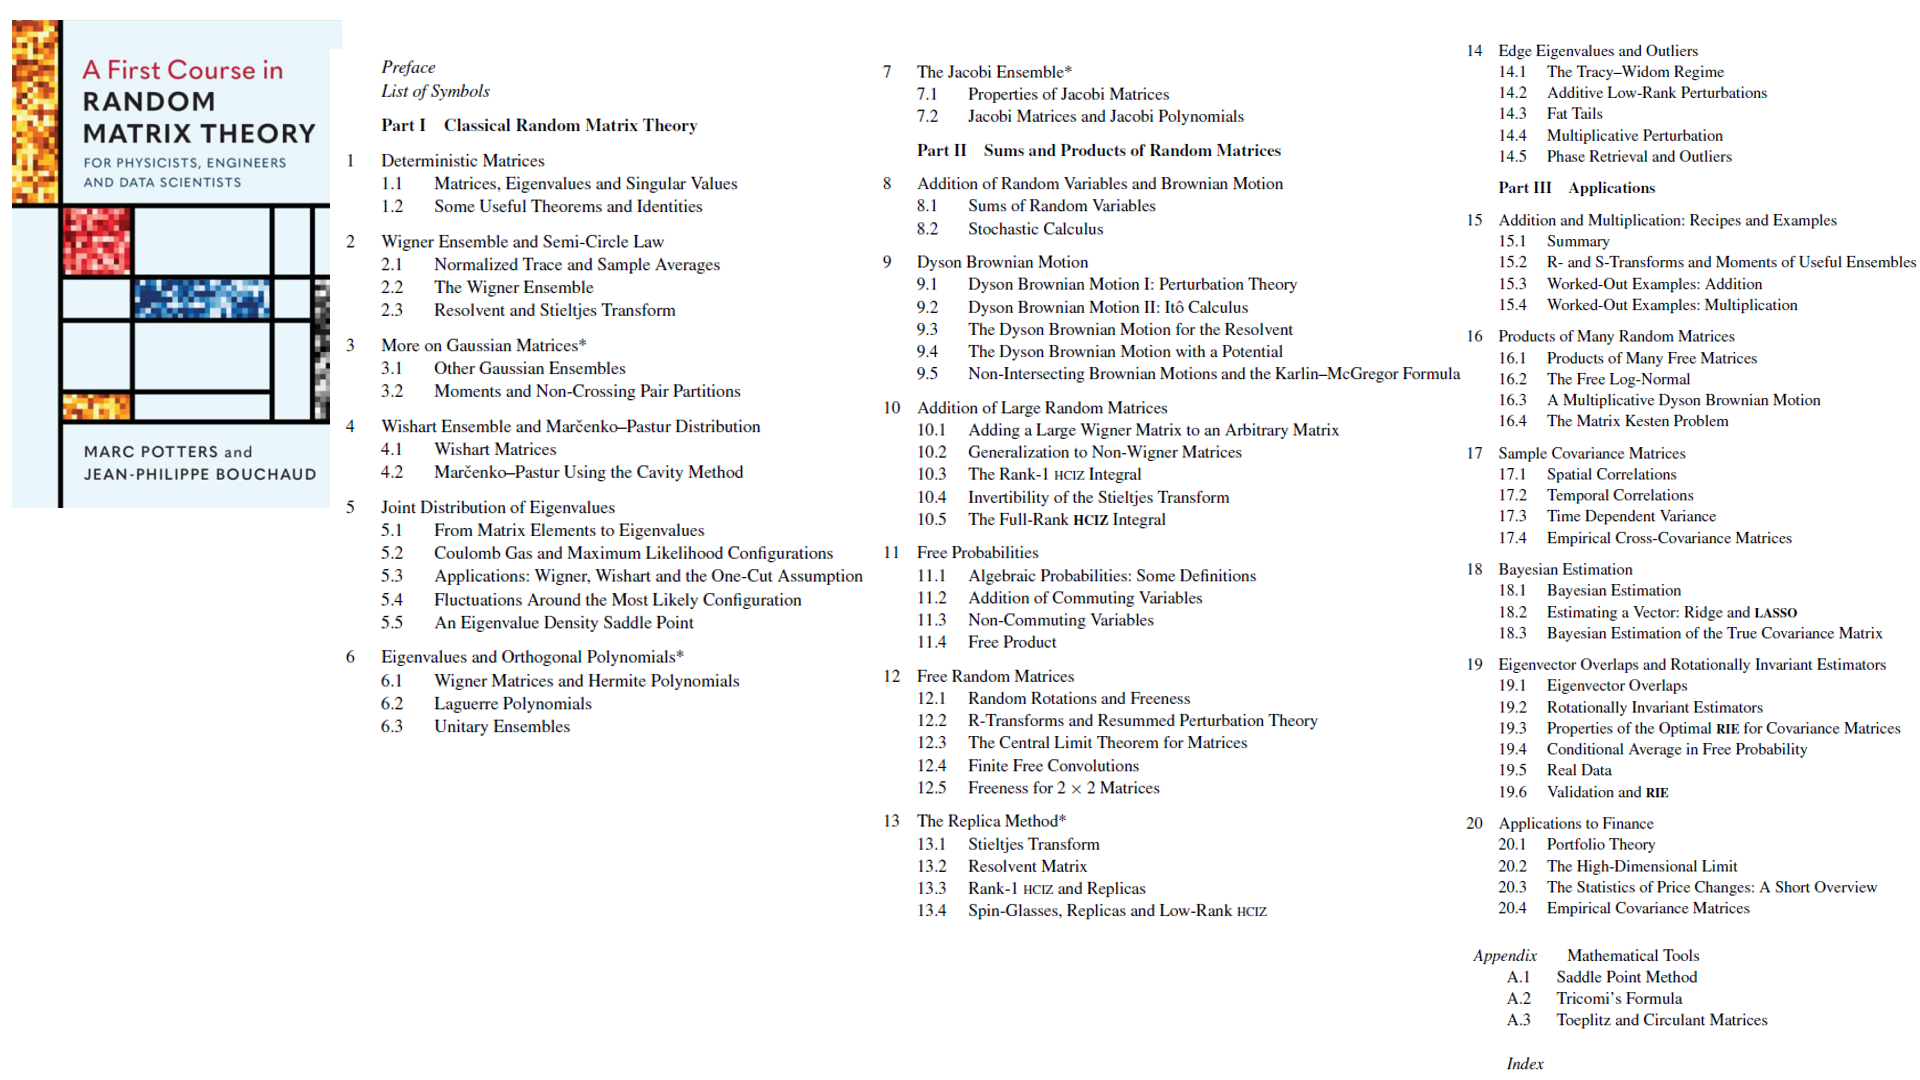 A First Course in
RANDOM
MATRIX THEORY
FOR PHYSICISTS, ENGINEERS
AND DATA SCIENTISTS
MARC POTTERS and
JEAN-PHILIPPE BOUCHAUD
Preface
List of Symbols
Part I Classical Random Matrix Theory
1 Deterministic Matrices
1.1 Matrices, Eigenvalues and Singular Values
1.2 Some Useful Theorems and Identities
2 Wigner Ensemble and Semi-Circle Law
2.1 Normalized Trace and Sample Averages
2.2 The Wigner Ensemble
2.3 Resolvent and Stieltjes Transform
3 More on Gaussian Matrices*
3.1 Other Gaussian Ensembles
3.2 Moments and Non-Crossing Pair Partitions
4 Wishart Ensemble and Marčenko–Pastur Distribution
4.1 Wishart Matrices
4.2 Marčenko–Pastur Using the Cavity Method
5 Joint Distribution of Eigenvalues
5.1 From Matrix Elements to Eigenvalues
5.2 Coulomb Gas and Maximum Likelihood Configurations
5.3 Applications: Wigner, Wishart and the One-Cut Assumption
5.4 Fluctuations Around the Most Likely Configuration
5.5 An Eigenvalue Density Saddle Point
6 Eigenvalues and Orthogonal Polynomials*
6.1 Wigner Matrices and Hermite Polynomials
6.2 Laguerre Polynomials
6.3 Unitary Ensembles
7 The Jacobi Ensemble*
7.1 Properties of Jacobi Matrices
7.2 Jacobi Matrices and Jacobi Polynomials
Part II Sums and Products of Random Matrices
8 Addition of Random Variables and Brownian Motion
8.1 Sums of Random Variables
8.2 Stochastic Calculus
9 Dyson Brownian Motion
9.1 Dyson Brownian Motion I: Perturbation Theory
9.2 Dyson Brownian Motion II: Itô Calculus
9.3 The Dyson Brownian Motion for the Resolvent
9.4 The Dyson Brownian Motion with a Potential
9.5 Non-Intersecting Brownian Motions and the Karlin–McGregor Formula
10 Addition of Large Random Matrices
10.1 Adding a Large Wigner Matrix to an Arbitrary Matrix
10.2 Generalization to Non-Wigner Matrices
10.3 The Rank-1 HCIZ Integral
10.4 Invertibility of the Stieltjes Transform
10.5 The Full-Rank HCIZ Integral
11 Free Probabilities
11.1 Algebraic Probabilities: Some Definitions
11.2 Addition of Commuting Variables
11.3 Non-Commuting Variables
11.4 Free Product
12 Free Random Matrices
12.1 Random Rotations and Freeness
12.2 R-Transforms and Resummed Perturbation Theory
12.3 The Central Limit Theorem for Matrices
12.4 Finite Free Convolutions
12.5 Freeness for 2 × 2 Matrices
13 The Replica Method*
13.1 Stieltjes Transform
13.2 Resolvent Matrix
13.3 Rank-1 HCIZ and Replicas
13.4 Spin-Glasses, Replicas and Low-Rank HCIZ
14 Edge Eigenvalues and Outliers
14.1 The Tracy–Widom Regime
14.2 Additive Low-Rank Perturbations
14.3 Fat Tails
14.4 Multiplicative Perturbation
14.5 Phase Retrieval and Outliers
Part III Applications
15 Addition and Multiplication: Recipes and Examples
15.1 Summary
15.2 R- and S-Transforms and Moments of Useful Ensembles
15.3 Worked-Out Examples: Addition
15.4 Worked-Out Examples: Multiplication
16 Products of Many Random Matrices
16.1 Products of Many Free Matrices
16.2 The Free Log-Normal
16.3 A Multiplicative Dyson Brownian Motion
16.4 The Matrix Kesten Problem
17 Sample Covariance Matrices
17.1 Spatial Correlations
17.2 Temporal Correlations
17.3 Time Dependent Variance
17.4 Empirical Cross-Covariance Matrices
18 Bayesian Estimation
18.1 Bayesian Estimation
18.2 Estimating a Vector: Ridge and LASSO
18.3 Bayesian Estimation of the True Covariance Matrix
19 Eigenvector Overlaps and Rotationally Invariant Estimators
19.1 Eigenvector Overlaps
19.2 Rotationally Invariant Estimators
19.3 Properties of the Optimal RIE for Covariance Matrices
19.4 Conditional Average in Free Probability
19.5 Real Data
19.6 Validation and RIE
20 Applications to Finance
20.1 Portfolio Theory
20.2 The High-Dimensional Limit
20.3 The Statistics of Price Changes: A Short Overview
20.4 Empirical Covariance Matrices
Appendix Mathematical Tools
A.1 Saddle Point Method
A.2 Tricomi's Formula
A.3 Toeplitz and Circulant Matrices
Index